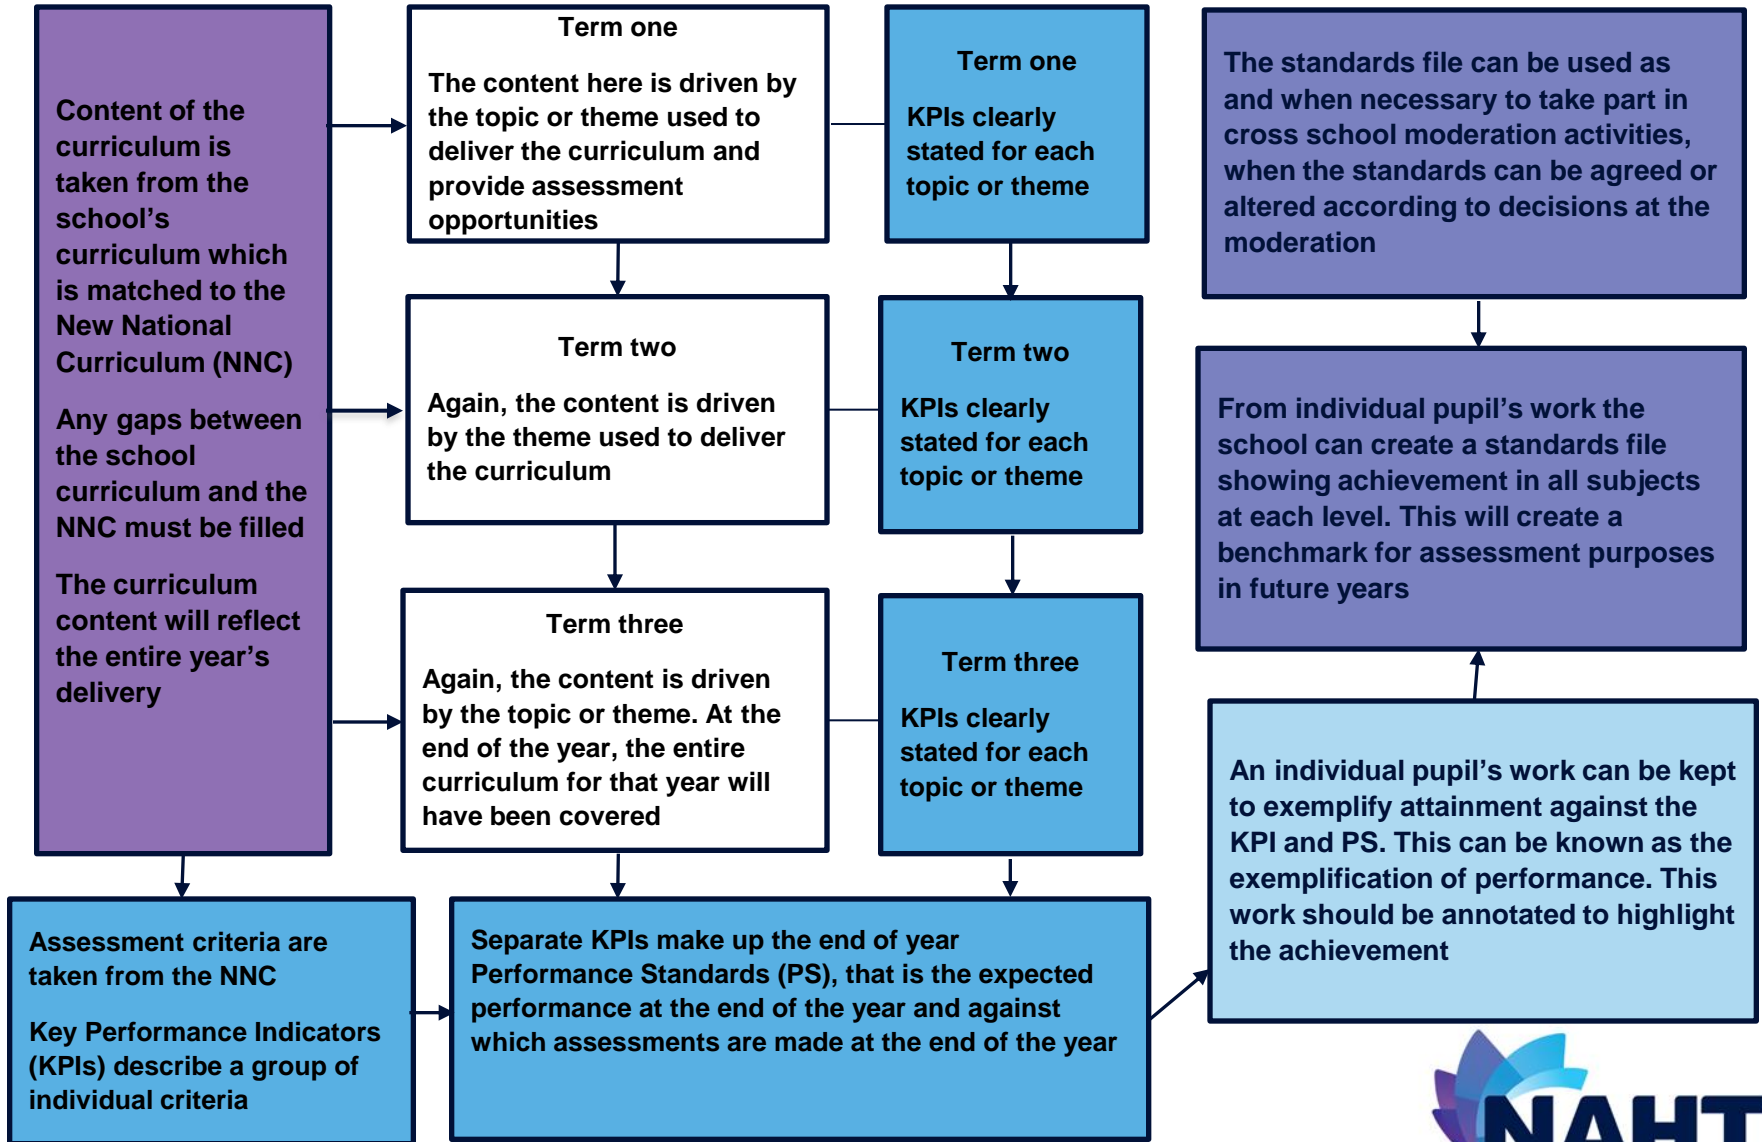 Content of the
curriculum is
taken from the
school's
curriculum which
is matched to the
New National
Curriculum (NNC)
Any gaps between
the school
curriculum and the
NNC must be filled
The curriculum
content will reflect
the entire year's
delivery
Term one
The content here is driven by
the topic or theme used to
deliver the curriculum and
provide assessment
opportunities
Term one
KPIs clearly
stated for each
topic or theme
Term two
Again, the content is driven
by the theme used to deliver
the curriculum
Term two
KPIs clearly
stated for each
topic or theme
Term three
Again, the content is driven
by the topic or theme. At the
end of the year, the entire
curriculum for that year will
have been covered
Term three
KPIs clearly
stated for each
topic or theme
Assessment criteria are
taken from the NNC
Key Performance Indicators
(KPIs) describe a group of
individual criteria
Separate KPIs make up the end of year
Performance Standards (PS), that is the expected
performance at the end of the year and against
which assessments are made at the end of the year
The standards file can be used as
and when necessary to take part in
cross school moderation activities,
when the standards can be agreed or
altered according to decisions at the
moderation
From individual pupil's work the
school can create a standards file
showing achievement in all subjects
at each level. This will create a
benchmark for assessment purposes
in future years
An individual pupil's work can be kept
to exemplify attainment against the
KPI and PS. This can be known as the
exemplification of performance. This
work should be annotated to highlight
the achievement
NAHT